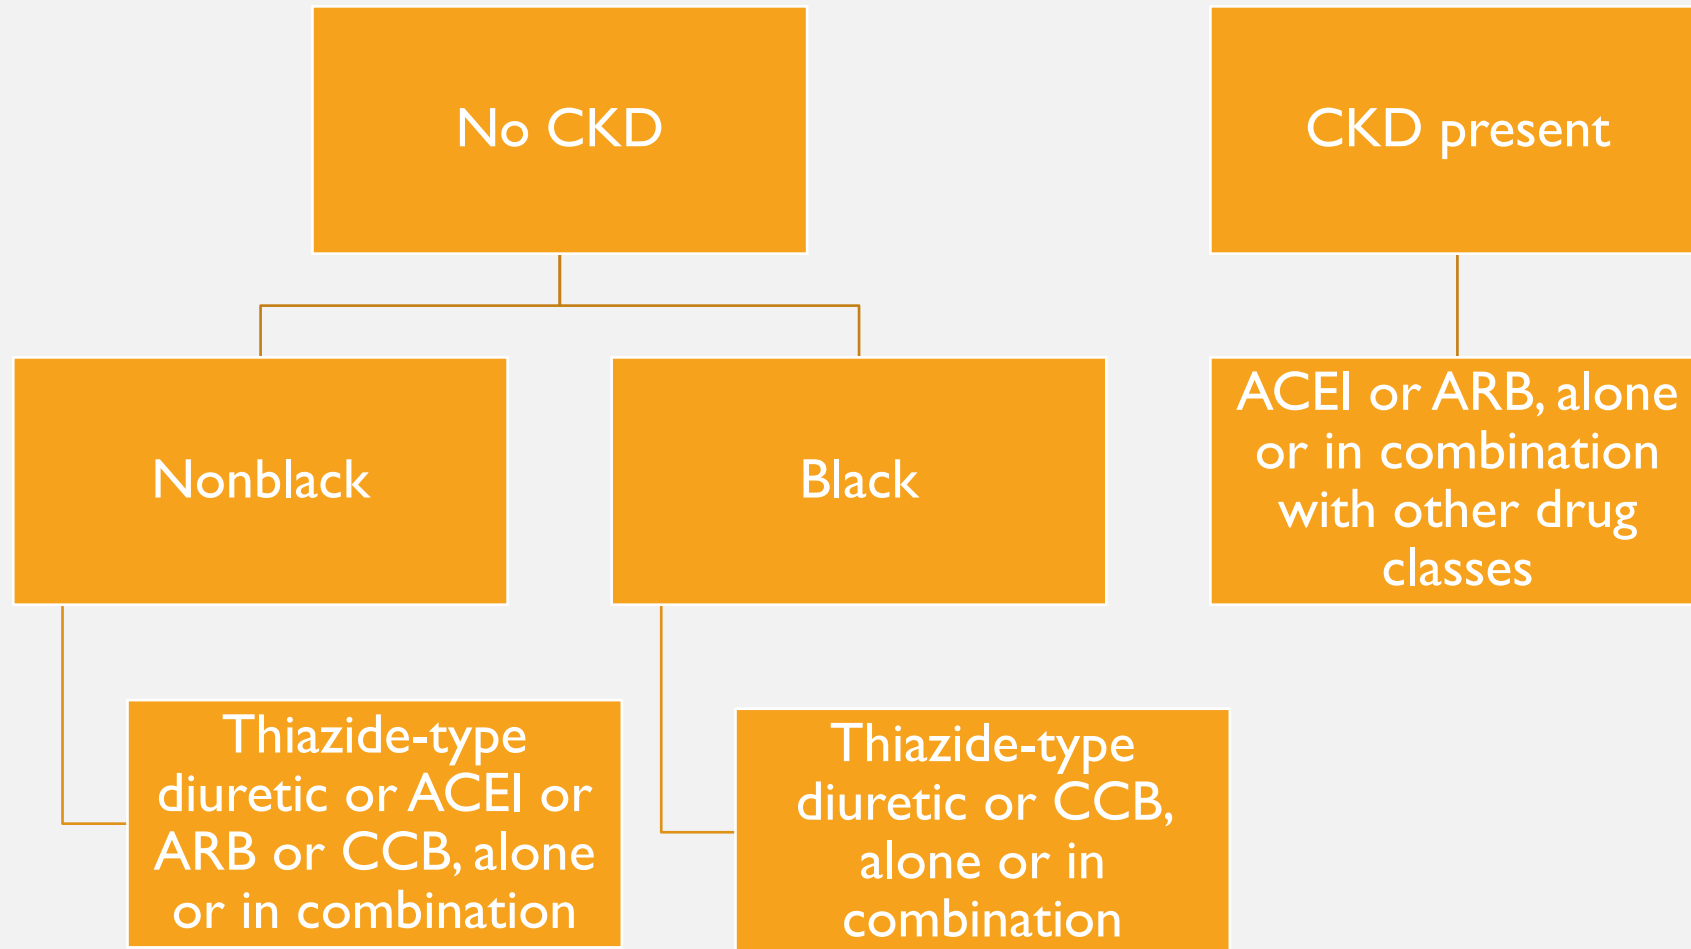 No CKD
CKD present
Nonblack
Black
ACEI or ARB, alone
or in combination
with other drug
classes
Thiazide-type
diuretic or ACEI or
ARB or CCB, alone
or in combination
Thiazide-type
diuretic or CCB,
alone or in
combination